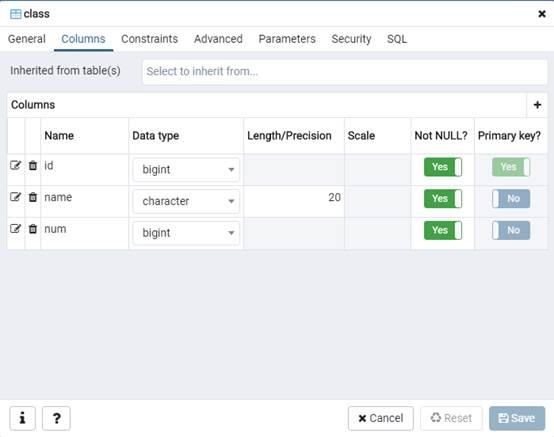 class
General Columns Constraints Advanced Parameters Security SQL
Inherited from table(s) Select to inherit from...
Columns
Name Data type Length/Precision Scale Not NULL? Primary key?
id bigint Yes Yes
name character 20 Yes No
num bigint Yes No
Cancel Reset Save